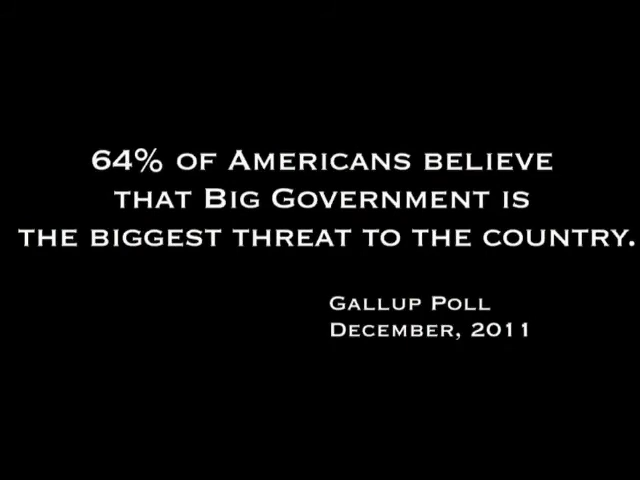 64% of Americans believe
that Big Government is
the biggest threat to the country.
Gallup Poll
December, 2011